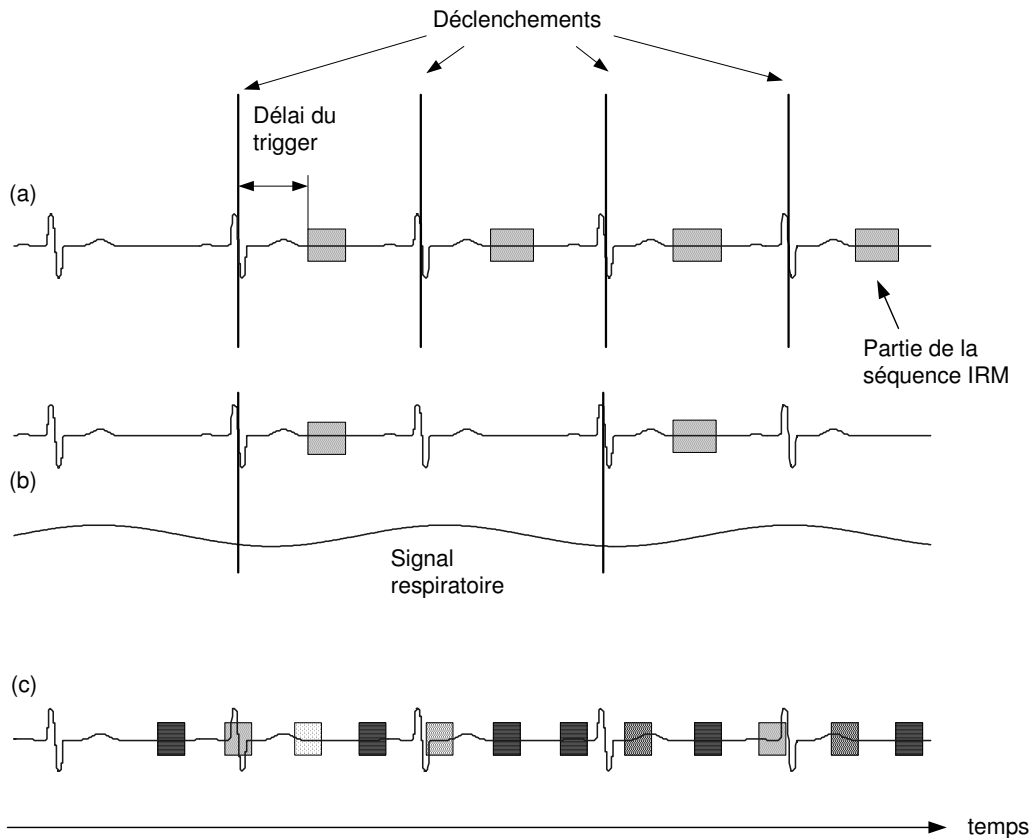 Déclenchements
Délai du
trigger
(a)
Partie de la
séquence IRM
(b)
Signal
respiratoire
(c)
temps